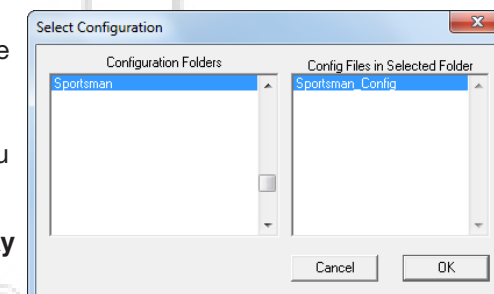 Select Configuration
Configuration Folders
Config Files in Selected Folder
Sportsman
Sportsman_Config
Cancel
OK
e
u
y